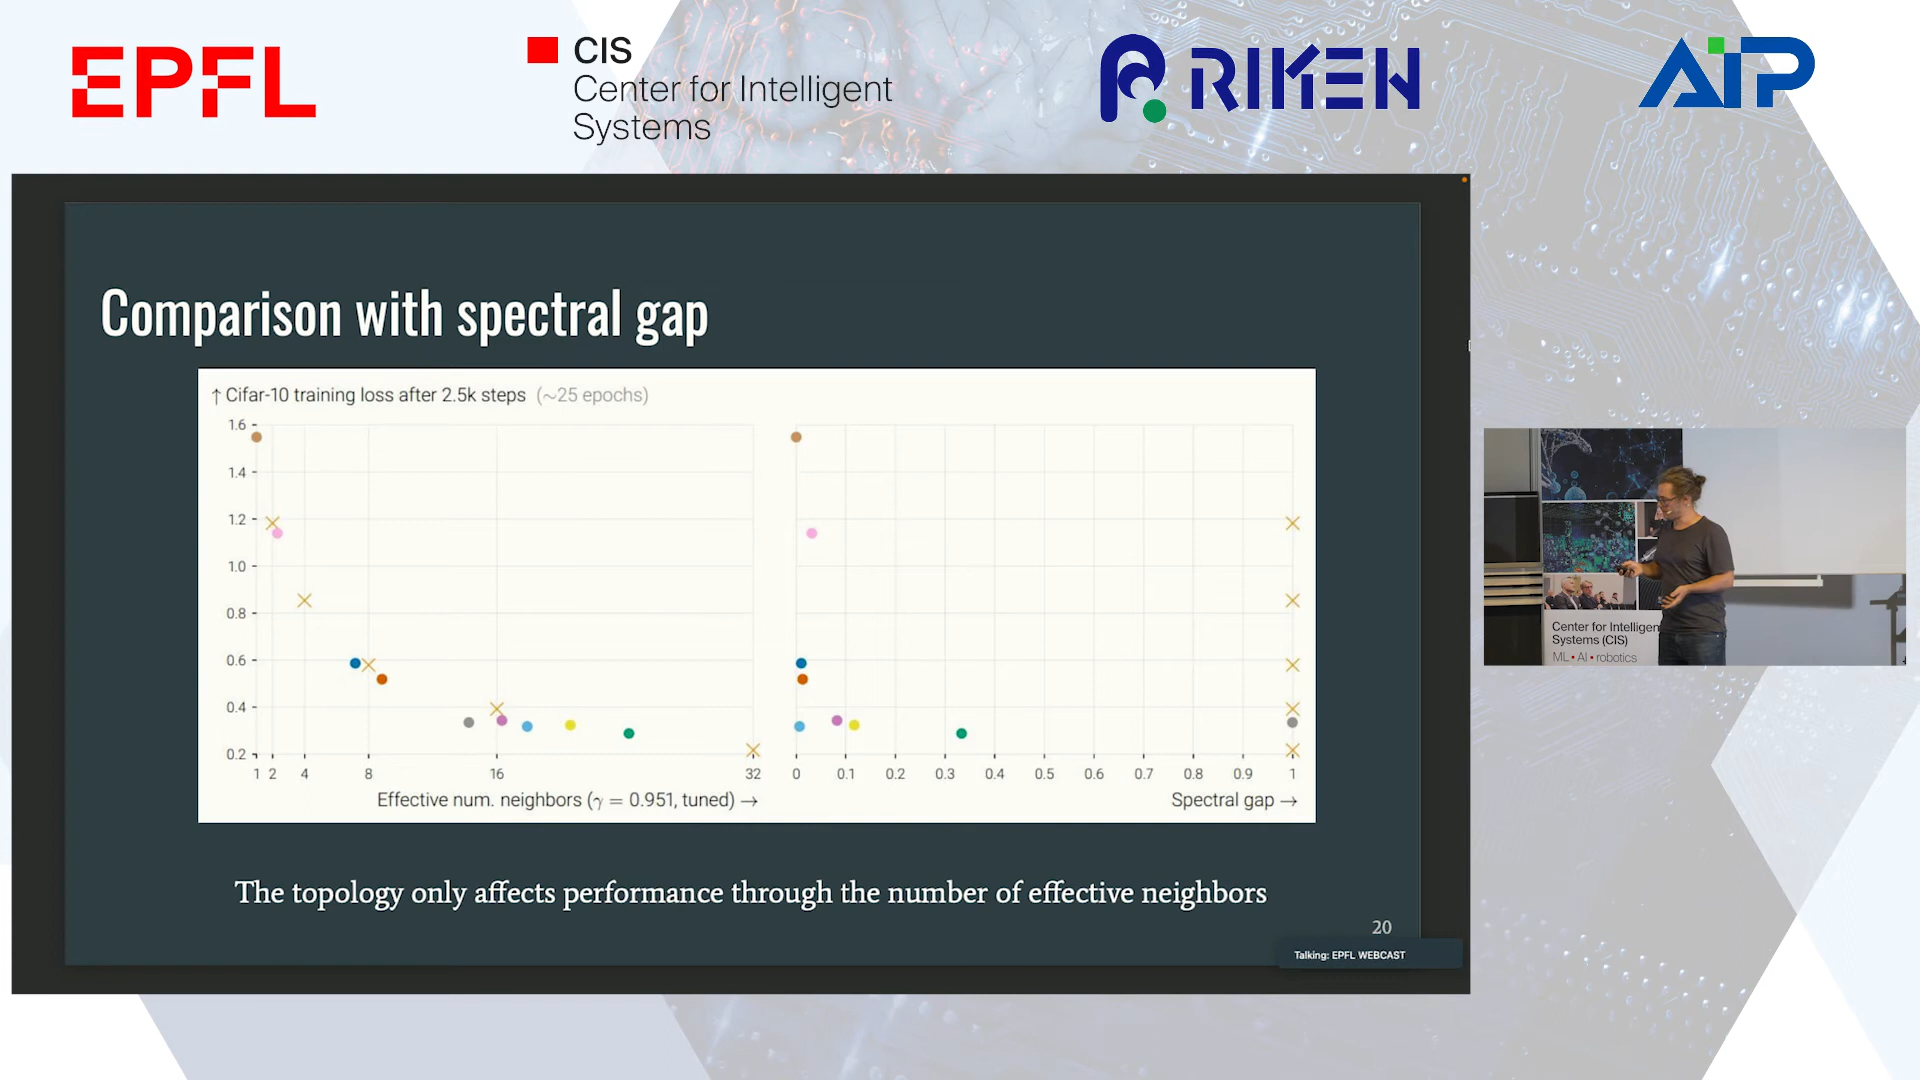 EPFL
CIS
Center for Intelligent
Systems
RIKEN
AIP
Comparison with spectral gap
↑ Cifar-10 training loss after 2.5k steps (~25 epochs)
1.6
1.4
1.2
1.0
0.8
0.6
0.4
0.2
1 2 4 8 16 32
0 0.1 0.2 0.3 0.4 0.5 0.6 0.7 0.8 0.9 1
Effective num. neighbors (γ = 0.951, tuned) →
Spectral gap →
The topology only affects performance through the number of effective neighbors
20
Talking: EPFL WEBCAST
Center for Intelligen
Systems (CIS)
ML • AI • robotics